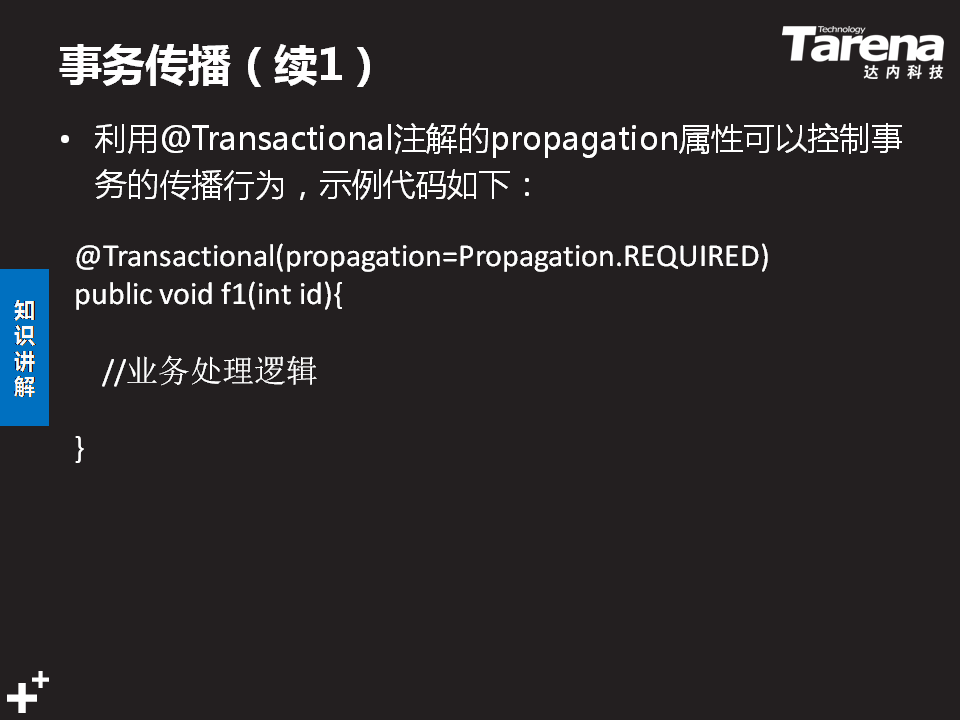 事务传播（续1）
Technology
Tarena
达内科技
• 利用@Transactional注解的propagation属性可以控制事
务的传播行为，示例代码如下：
@Transactional(propagation=Propagation.REQUIRED)
public void f1(int id){
//业务处理逻辑
}
知
识
讲
解